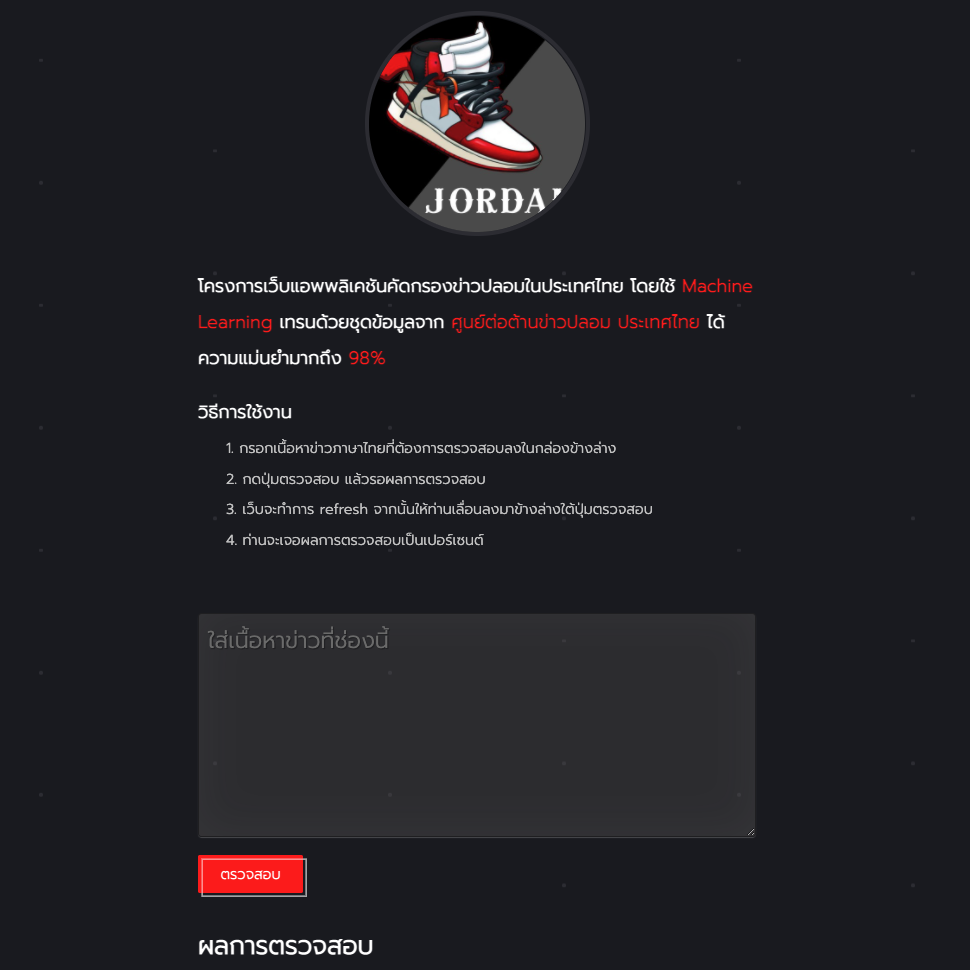 JORDA
โครงการเว็บแอพพลิเคชันคัดกรองข่าวปลอมในประเทศไทย โดยใช้ Machine
Learning เทรนด้วยชุดข้อมูลจาก ศูนย์ต่อต้านข่าวปลอม ประเทศไทย ได้
ความแม่นยำมากถึง 98%
วิธีการใช้งาน
1. กรอกเนื้อหาข่าวภาษาไทยที่ต้องการตรวจสอบลงในกล่องข้างล่าง
2. กดปุ่มตรวจสอบ แล้วรอผลการตรวจสอบ
3. เว็บจะทำการ refresh จากนั้นให้ท่านเลื่อนลงมาข้างล่างใต้ปุ่มตรวจสอบ
4. ท่านจะเจอผลการตรวจสอบเป็นเปอร์เซนต์
ใส่เนื้อหาข่าวที่ช่องนี้
ตรวจสอบ
ผลการตรวจสอบ